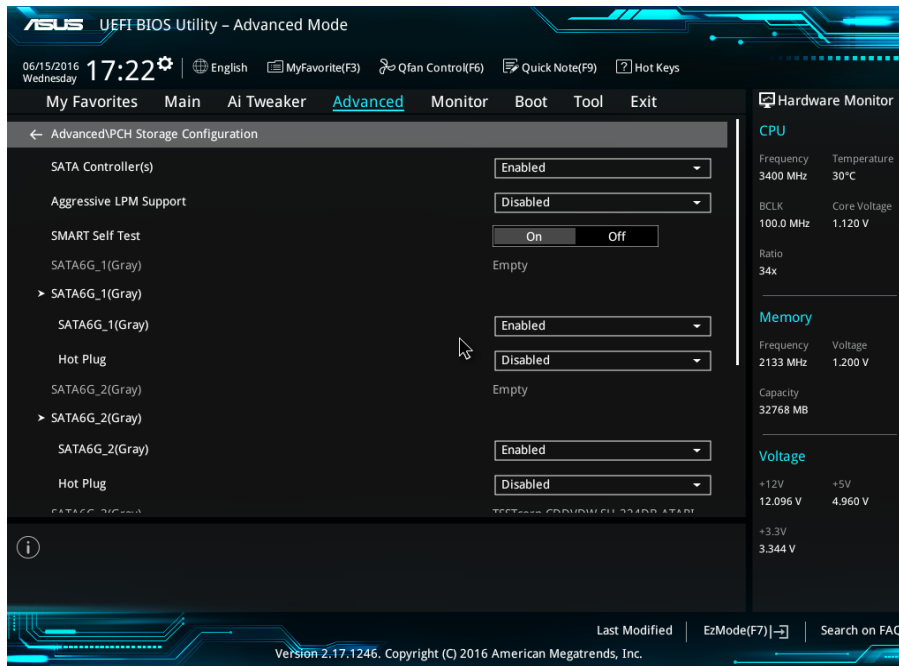 ASUS UEFI BIOS Utility – Advanced Mode
06/15/2016
Wednesday
17:22
English
MyFavorite(F3)
Qfan Control(F6)
Quick Note(F9)
? Hot Keys
My Favorites Main Ai Tweaker Advanced Monitor Boot Tool Exit
← Advanced\PCH Storage Configuration
SATA Controller(s) Enabled
Aggressive LPM Support Disabled
SMART Self Test On Off
SATA6G_1(Gray) Empty
SATA6G_1(Gray)
SATA6G_1(Gray) Enabled
Hot Plug Disabled
SATA6G_2(Gray) Empty
SATA6G_2(Gray)
SATA6G_2(Gray) Enabled
Hot Plug Disabled
Hardware Monitor
CPU
Frequency Temperature
3400 MHz 30°C
BCLK Core Voltage
100.0 MHz 1.120 V
Ratio
34x
Memory
Frequency Voltage
2133 MHz 1.200 V
Capacity
32768 MB
Voltage
+12V +5V
12.096 V 4.960 V
+3.3V
3.344 V
Last Modified
EzMode(F7)
Search on FAQ
Version 2.17.1246. Copyright (C) 2016 American Megatrends, Inc.